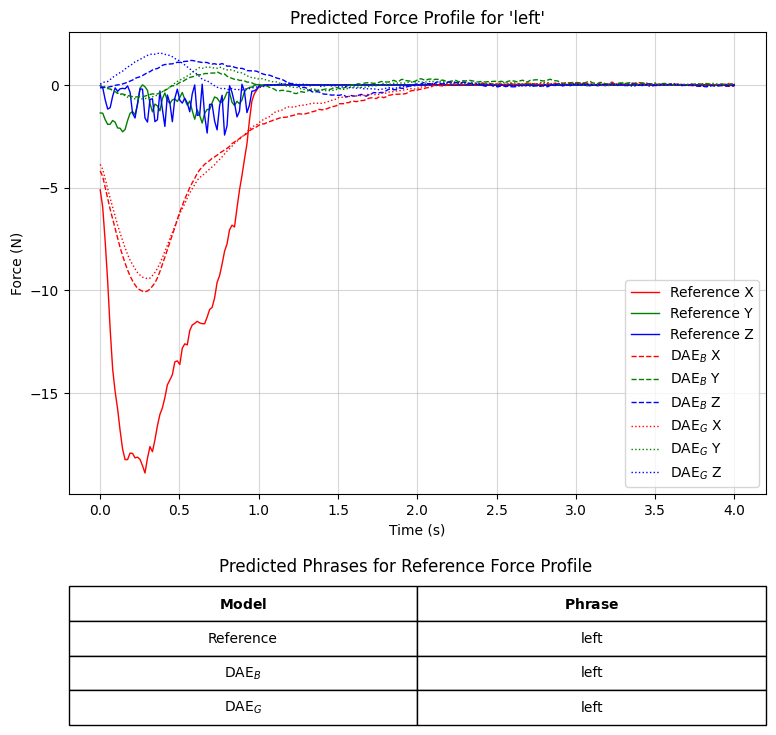 Predicted Force Profile for 'left'
Force (N)
0
−5
−10
−15
Reference X
Reference Y
Reference Z
DAE_B X
DAE_B Y
DAE_B Z
DAE_G X
DAE_G Y
DAE_G Z
0.0 0.5 1.0 1.5 2.0 2.5 3.0 3.5 4.0
Time (s)
Predicted Phrases for Reference Force Profile
Model Phrase
Reference left
DAE_B left
DAE_G left